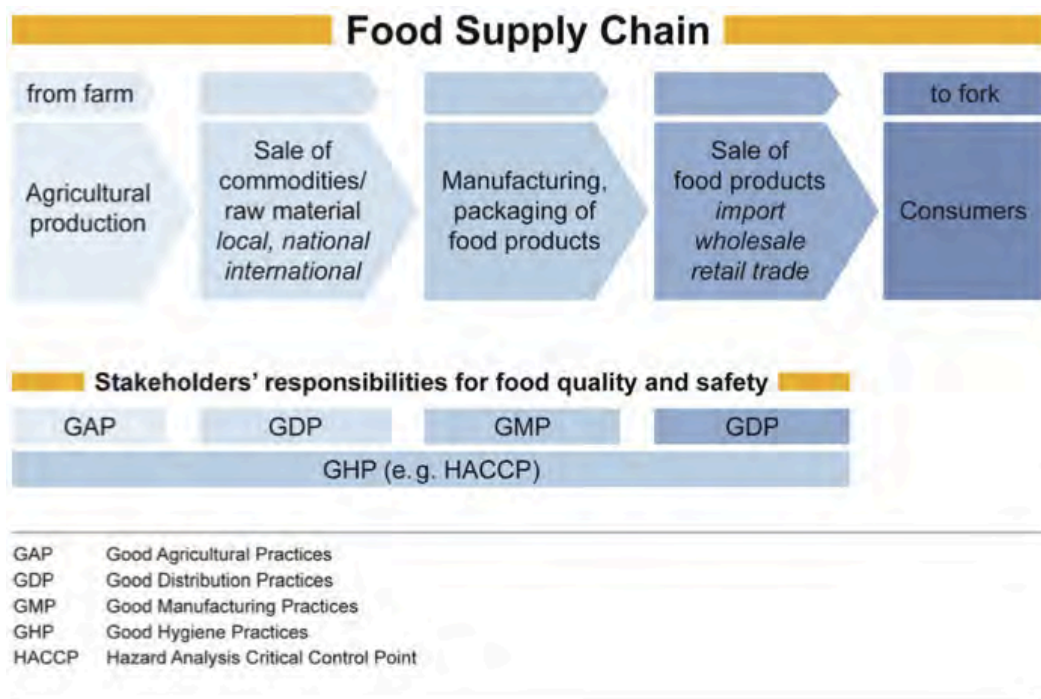 Food Supply Chain
from farm
to fork
Agricultural
production
Sale of
commodities/
raw material
local, national
international
Manufacturing,
packaging of
food products
Sale of
food products
import
wholesale
retail trade
Consumers
Stakeholders’ responsibilities for food quality and safety
GAP
GDP
GMP
GDP
GHP (e. g. HACCP)
GAP Good Agricultural Practices
GDP Good Distribution Practices
GMP Good Manufacturing Practices
GHP Good Hygiene Practices
HACCP Hazard Analysis Critical Control Point